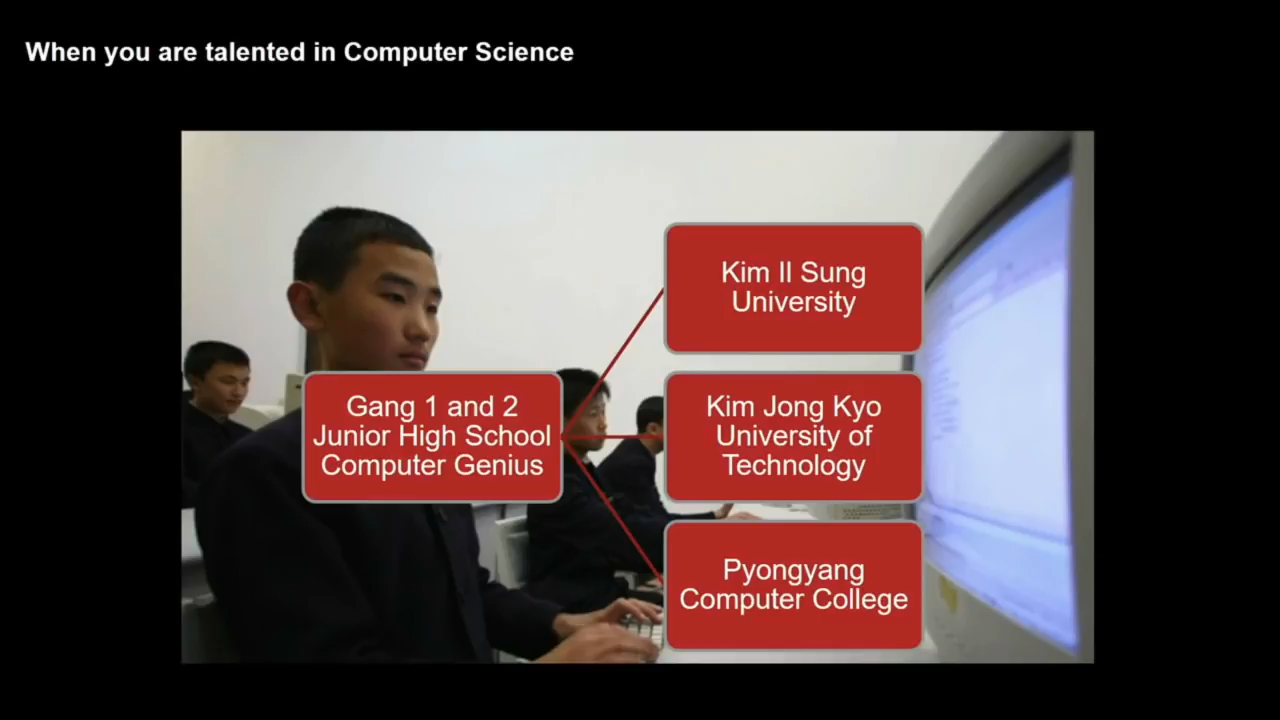 When you are talented in Computer Science
Gang 1 and 2
Junior High School
Computer Genius
Kim Il Sung
University
Kim Jong Kyo
University of
Technology
Pyongyang
Computer College